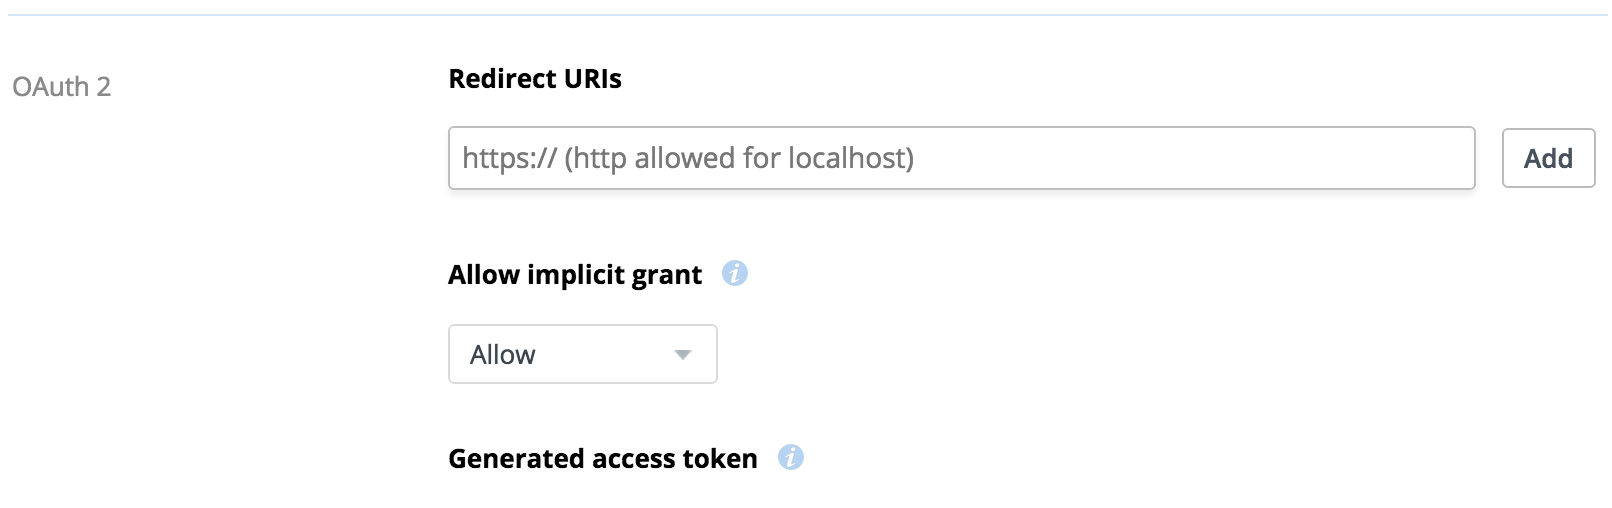 OAuth 2
Redirect URIs
https:// (http allowed for localhost)
Add
Allow implicit grant i
Allow
Generated access token i